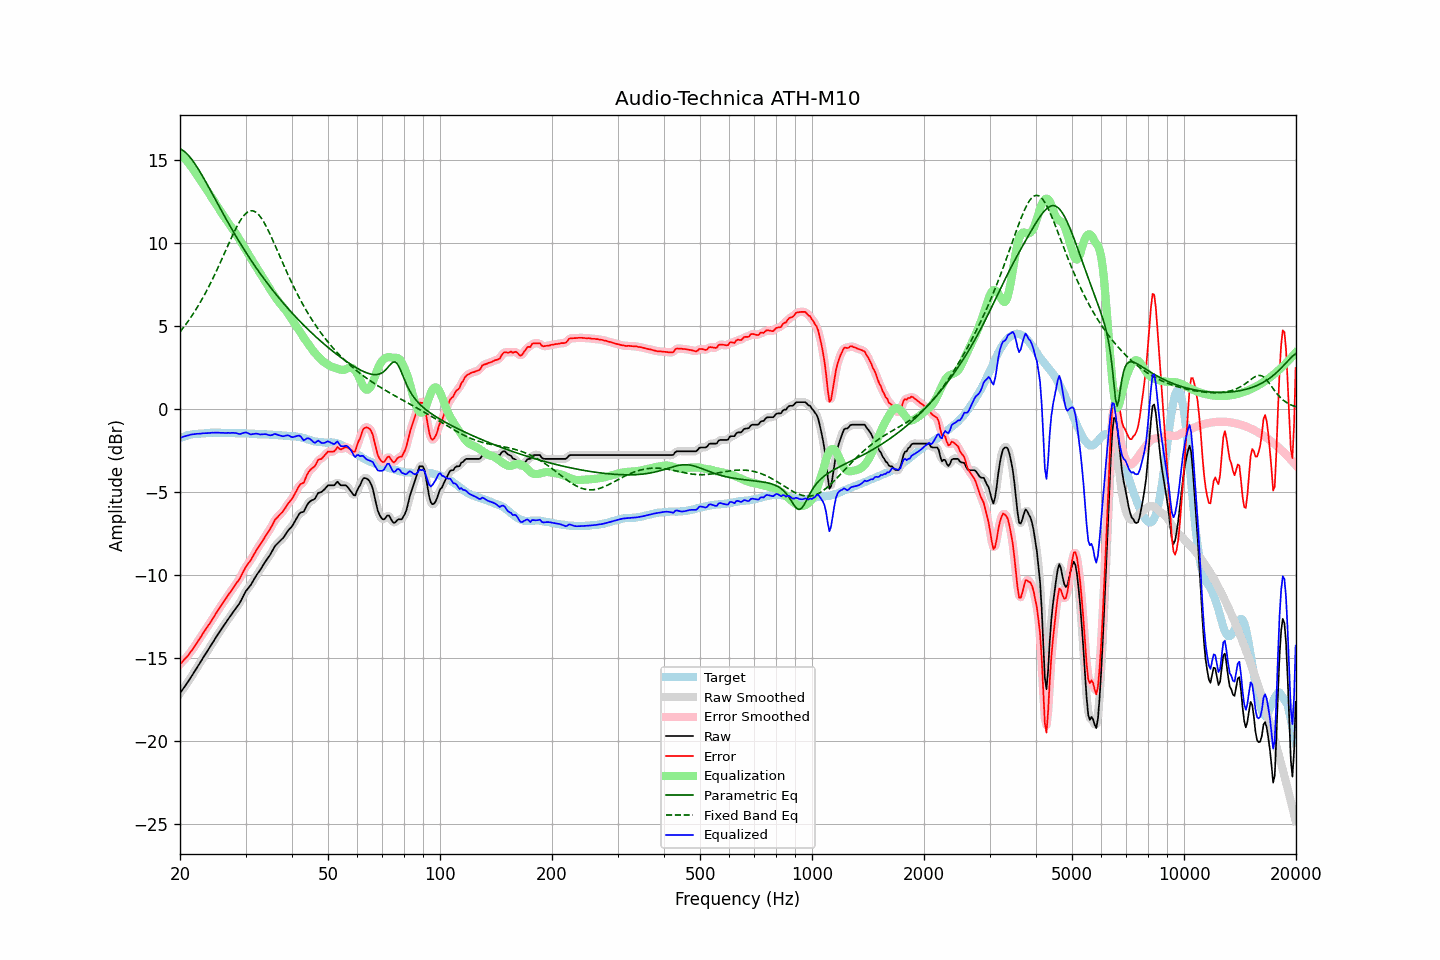 Audio-Technica ATH-M10
Amplitude (dBr)
15
10
5
0
−5
−10
−15
−20
−25
Target
Raw Smoothed
Error Smoothed
Raw
Error
Equalization
Parametric Eq
Fixed Band Eq
Equalized
20 50 100 200 500 1000 2000 5000 10000 20000
Frequency (Hz)